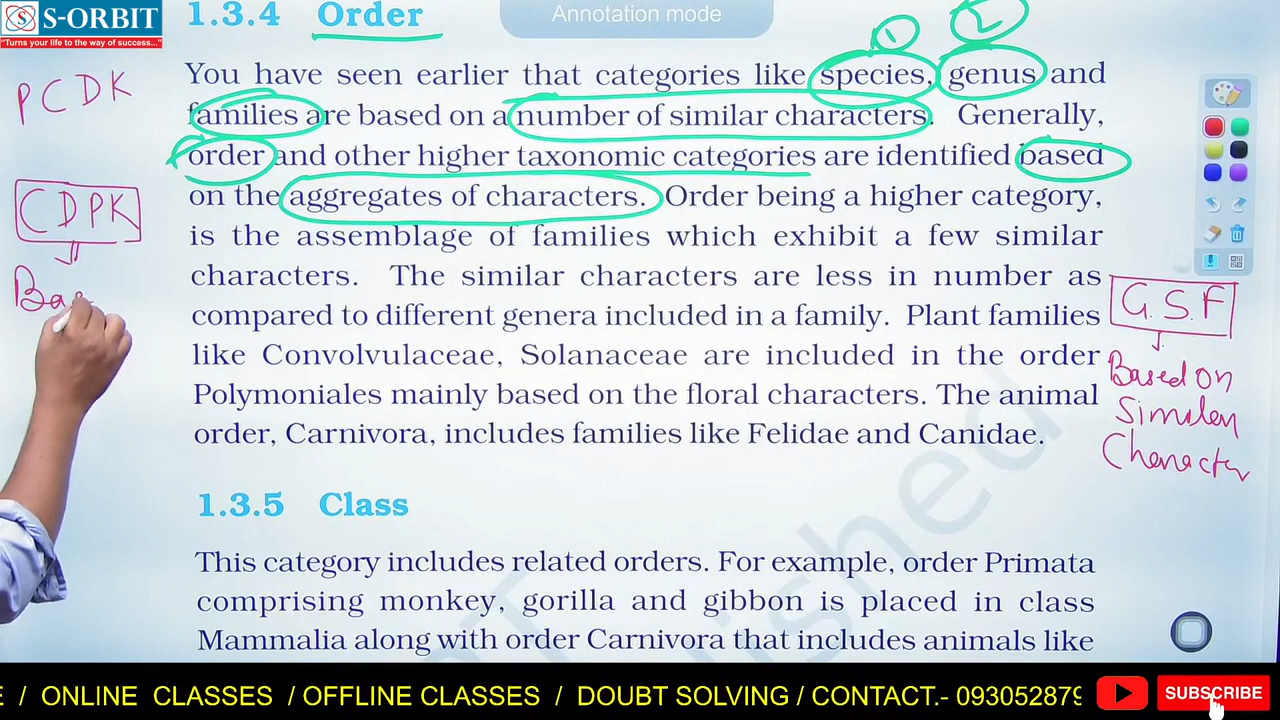 S-ORBIT
"Turns your life to the way of success..."
Annotation mode
1.3.4 Order
1
2
PCDK
You have seen earlier that categories like species, genus and
families are based on a number of similar characters. Generally,
order and other higher taxonomic categories are identified based
on the aggregates of characters. Order being a higher category,
is the assemblage of families which exhibit a few similar
characters. The similar characters are less in number as
compared to different genera included in a family. Plant families
like Convolvulaceae, Solanaceae are included in the order
Polymoniales mainly based on the floral characters. The animal
order, Carnivora, includes families like Felidae and Canidae.
CDPK
Bas
G.S.F
Based on
Similar
Character
1.3.5 Class
This category includes related orders. For example, order Primata
comprising monkey, gorilla and gibbon is placed in class
Mammalia along with order Carnivora that includes animals like
/ ONLINE CLASSES / OFFLINE CLASSES / DOUBT SOLVING / CONTACT.- 093052879
SUBSCRIBE